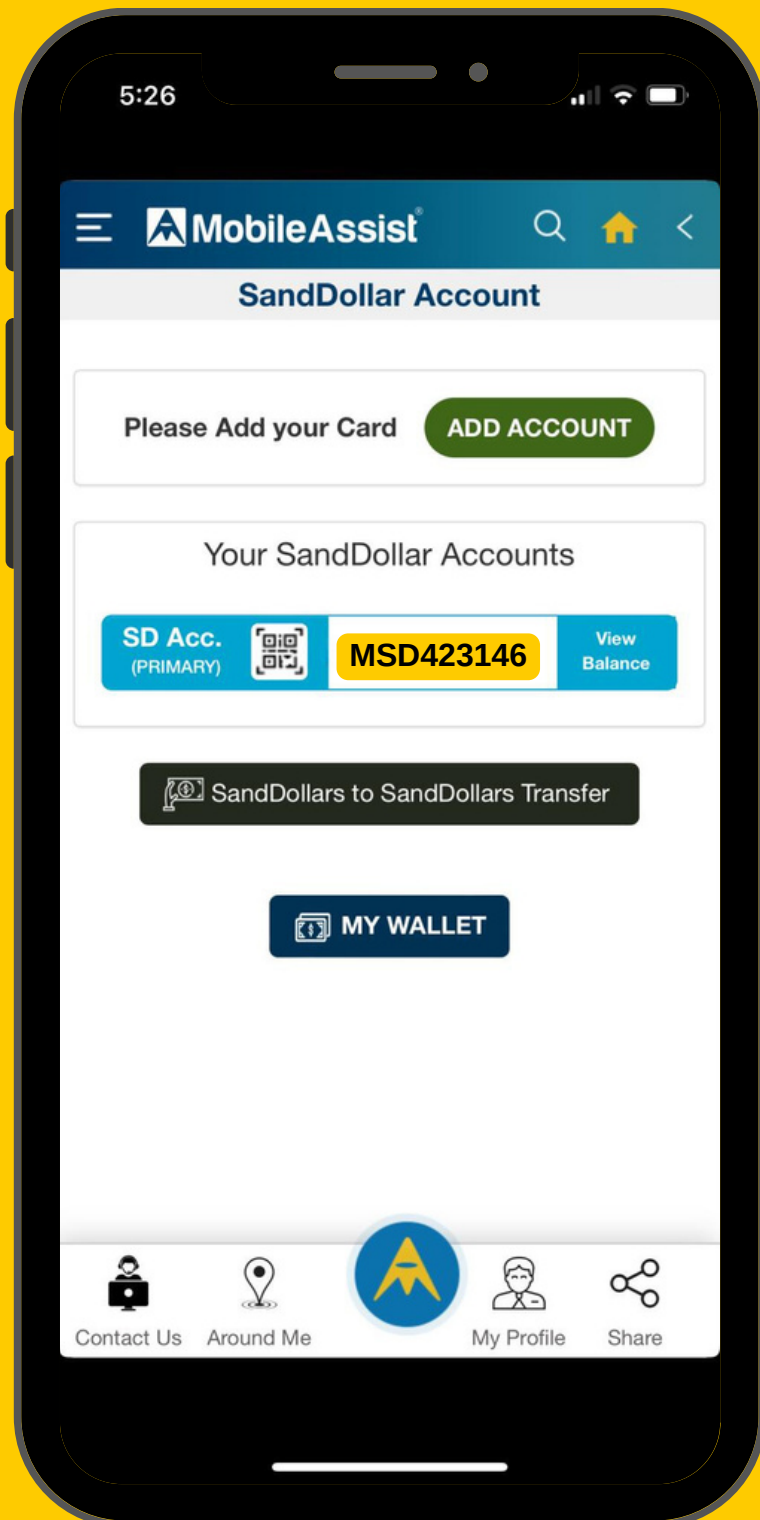 5:26
MobileAssist®
SandDollar Account
Please Add your Card ADD ACCOUNT
Your SandDollar Accounts
SD Acc.
(PRIMARY)
MSD423146
View
Balance
SandDollars to SandDollars Transfer
MY WALLET
Contact Us Around Me My Profile Share